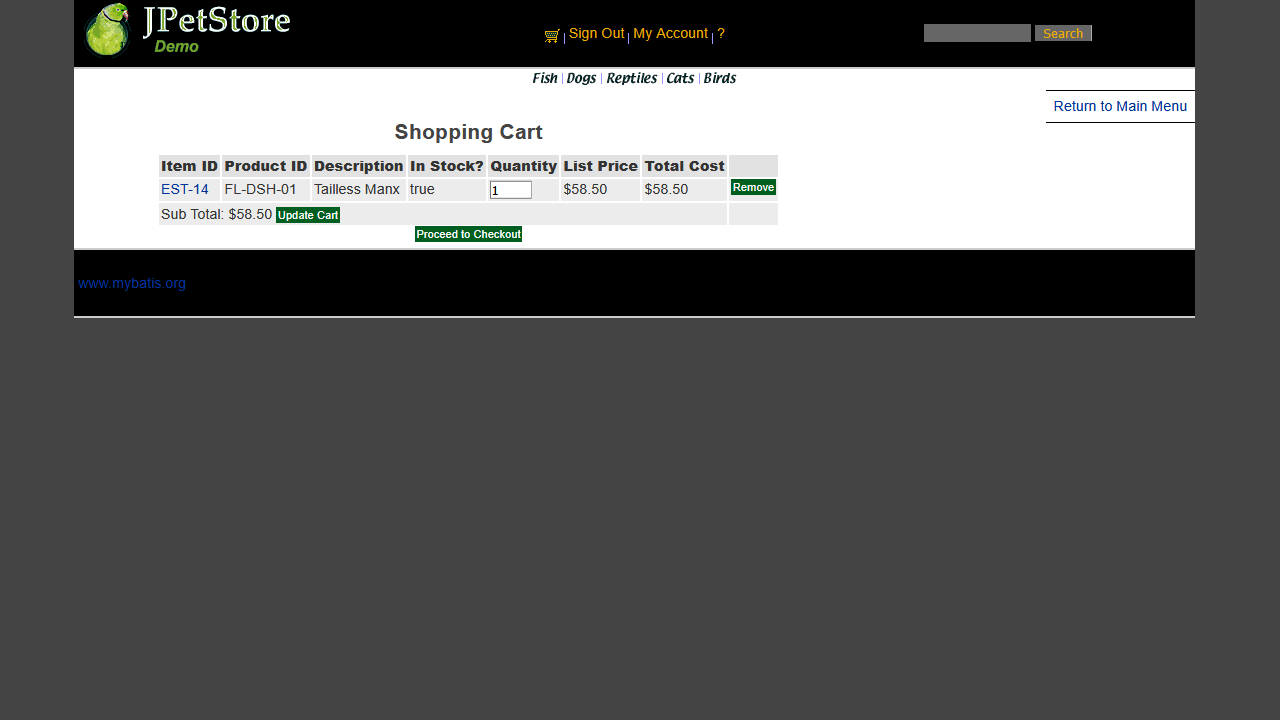 JPetStore
Demo
Sign Out My Account ?
Search
Fish Dogs Reptiles Cats Birds
Return to Main Menu
Shopping Cart
Item ID Product ID Description In Stock? Quantity List Price Total Cost
EST-14 FL-DSH-01 Tailless Manx true 1 $58.50 $58.50 Remove
Sub Total: $58.50 Update Cart
Proceed to Checkout
www.mybatis.org